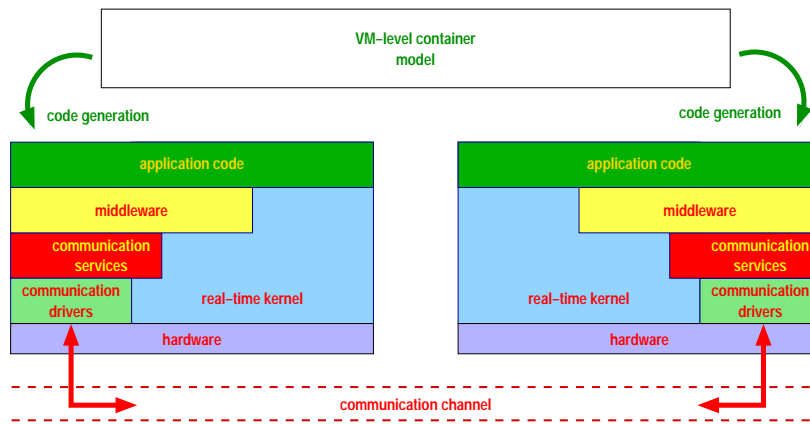 VM–level container
model
code generation
code generation
application code
application code
middleware
middleware
communication
services
communication
services
communication
drivers
real–time kernel
real–time kernel
communication
drivers
hardware
hardware
communication channel